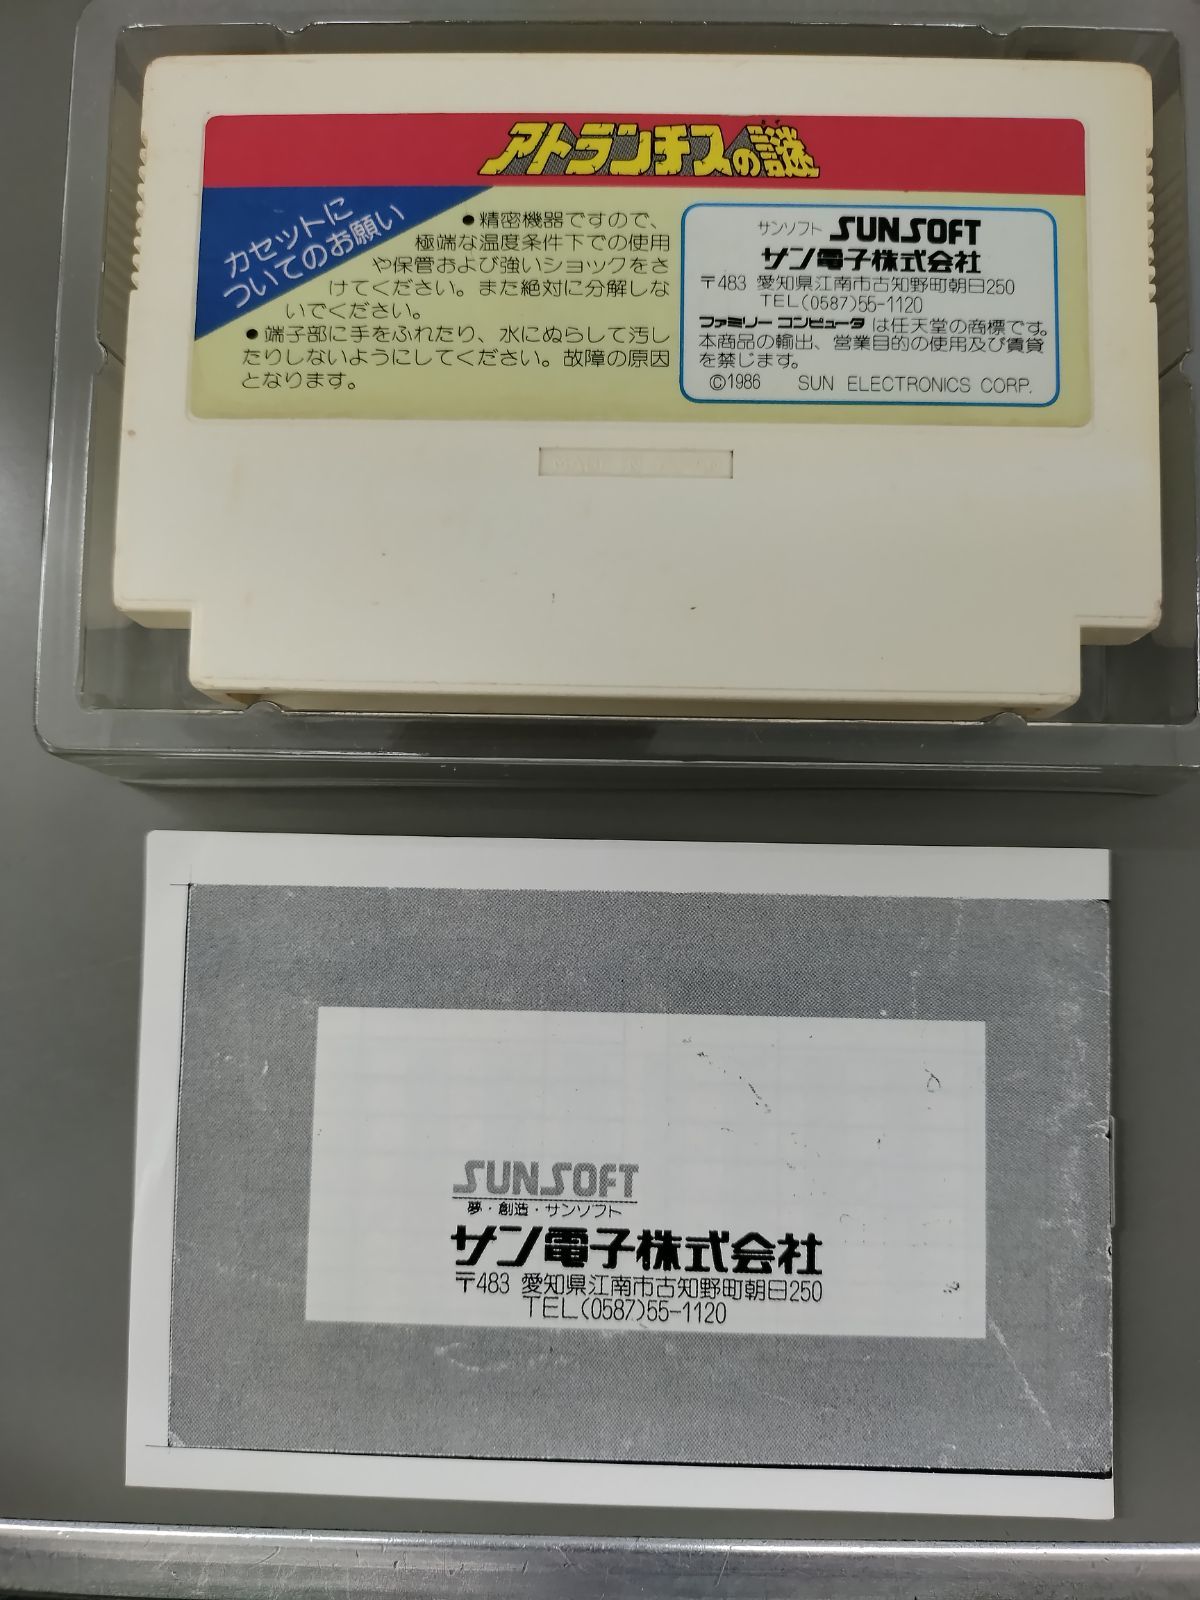 アトランチスの謎
カセットに
ついてのお願い
●精密機器ですので、
極端な温度条件下での使用
や保管および強いショックをさ
けてください。また絶対に分解しな
いでください。
●端子部に手をふれたり、水にぬらして汚し
たりしないようにしてください。故障の原因
となります。
サンソフト SUNSOFT
サン電子株式会社
〒483 愛知県江南市古知野町朝日250
TEL(0587)55-1120
ファミリー コンピュータ は任天堂の商標です。
本商品の輸出、営業目的の使用及び賃貸
を禁じます。
©1986 SUN ELECTRONICS CORP.
SUNSOFT
夢・創造・サンソフト
サン電子株式会社
〒483 愛知県江南市古知野町朝日250
TEL(0587)55-1120